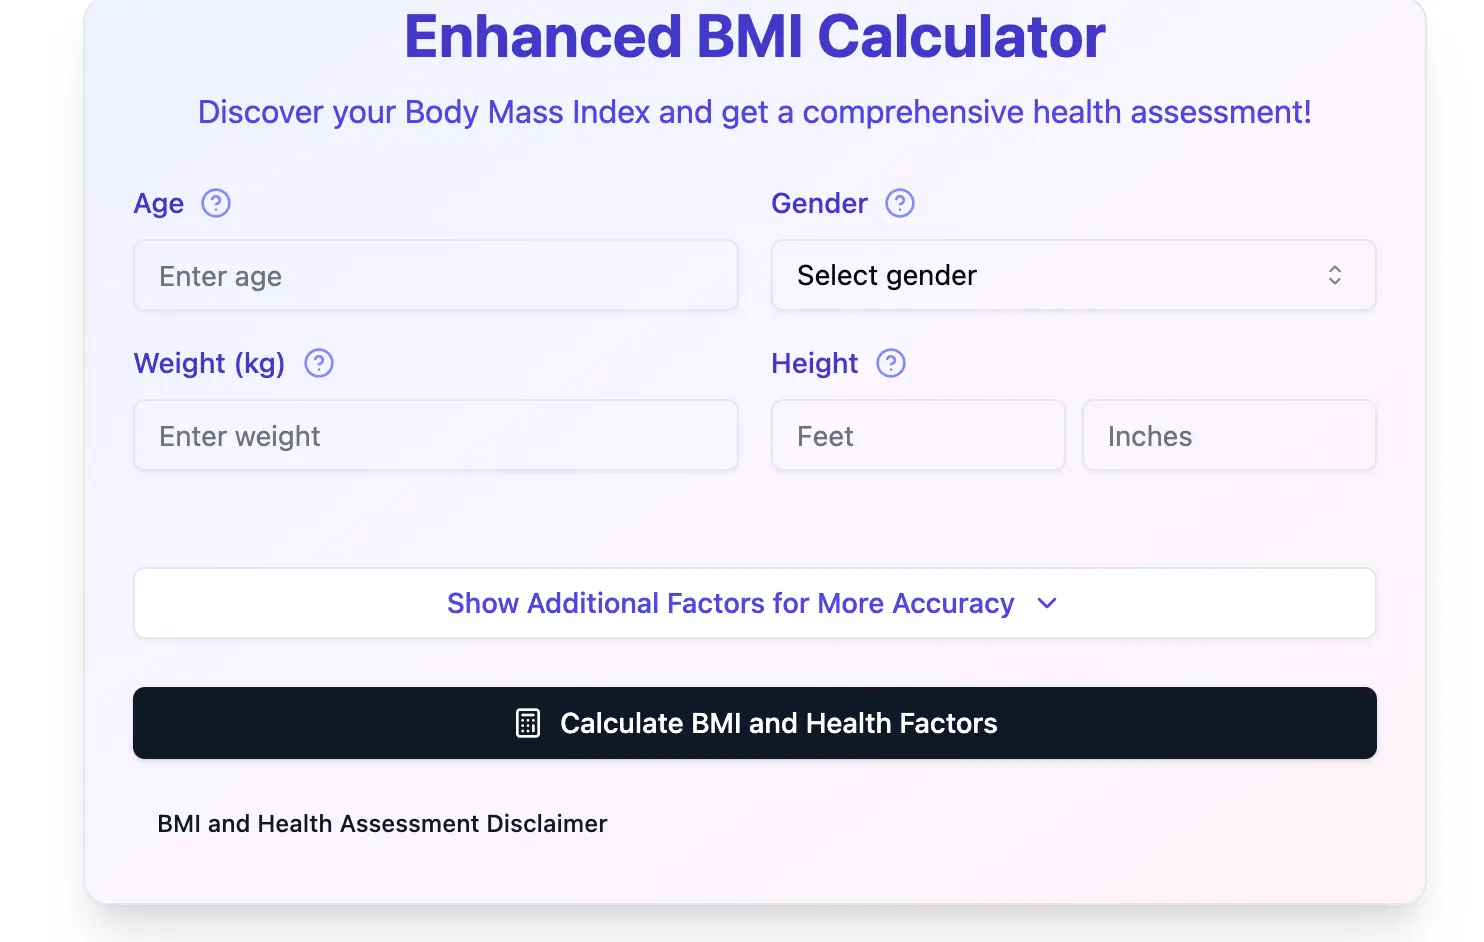 Enhanced BMI Calculator
Discover your Body Mass Index and get a comprehensive health assessment!
Age ?
Gender ?
Enter age
Select gender
Weight (kg) ?
Height ?
Enter weight
Feet
Inches
Show Additional Factors for More Accuracy
Calculate BMI and Health Factors
BMI and Health Assessment Disclaimer